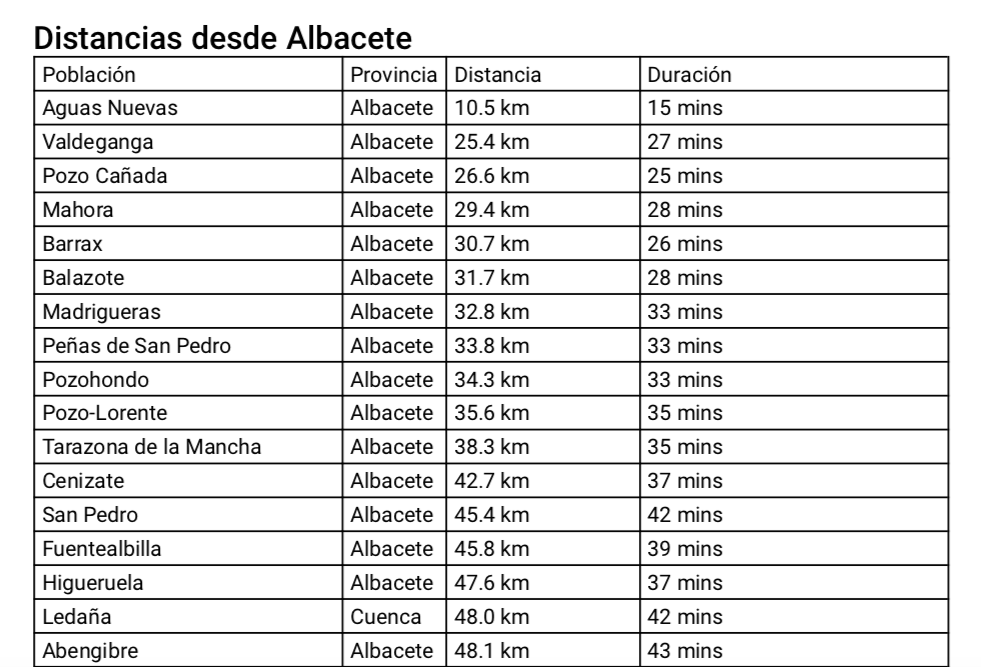 Distancias desde Albacete
Población Provincia Distancia Duración
Aguas Nuevas Albacete 10.5 km 15 mins
Valdeganga Albacete 25.4 km 27 mins
Pozo Cañada Albacete 26.6 km 25 mins
Mahora Albacete 29.4 km 28 mins
Barrax Albacete 30.7 km 26 mins
Balazote Albacete 31.7 km 28 mins
Madrigueras Albacete 32.8 km 33 mins
Peñas de San Pedro Albacete 33.8 km 33 mins
Pozohondo Albacete 34.3 km 33 mins
Pozo-Lorente Albacete 35.6 km 35 mins
Tarazona de la Mancha Albacete 38.3 km 35 mins
Cenizate Albacete 42.7 km 37 mins
San Pedro Albacete 45.4 km 42 mins
Fuentealbilla Albacete 45.8 km 39 mins
Higueruela Albacete 47.6 km 37 mins
Ledaña Cuenca 48.0 km 42 mins
Abengibre Albacete 48.1 km 43 mins